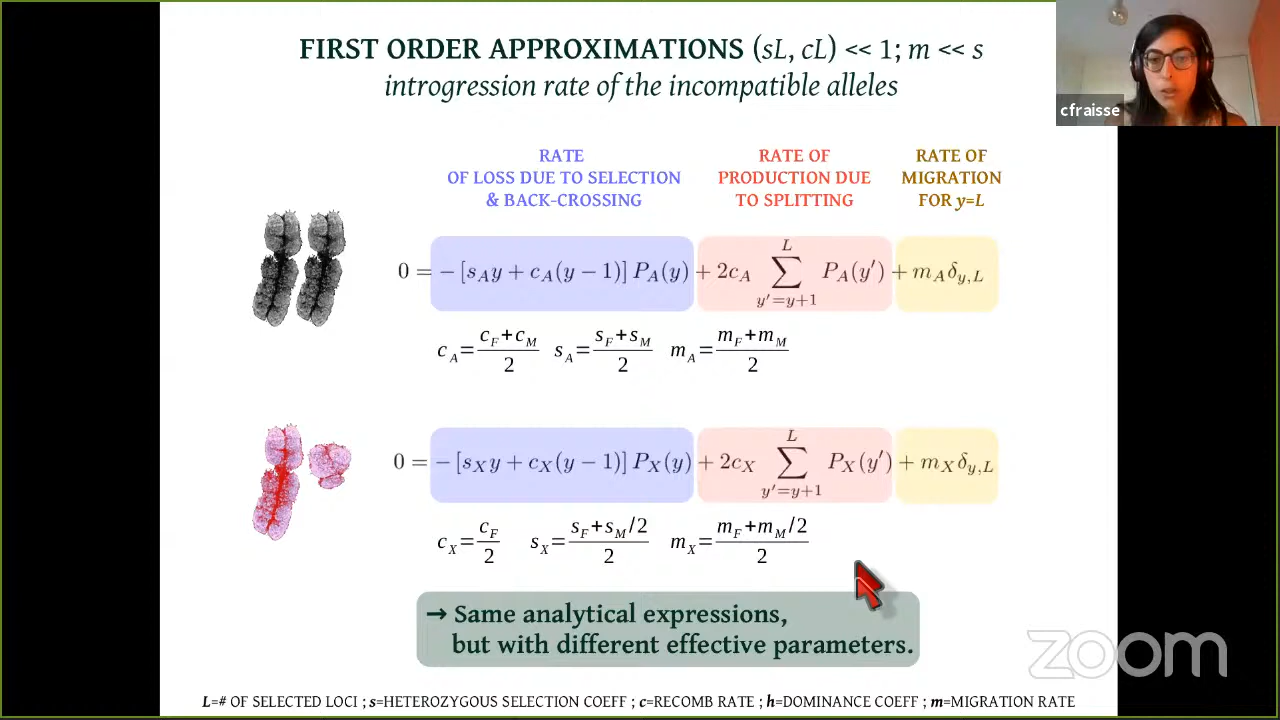 FIRST ORDER APPROXIMATIONS (sL, cL) << 1; m << s
introgression rate of the incompatible alleles
cfraisse
RATE
OF LOSS DUE TO SELECTION
& BACK-CROSSING
RATE OF
PRODUCTION DUE
TO SPLITTING
RATE OF
MIGRATION
FOR y=L
0 = − [s_A y + c_A(y − 1)] P_A(y) + 2c_A ∑_{y′=y+1}^{L} P_A(y′) + m_A δ_{y,L}
c_A = (c_F + c_M)/2 s_A = (s_F + s_M)/2 m_A = (m_F + m_M)/2
0 = − [s_X y + c_X(y − 1)] P_X(y) + 2c_X ∑_{y′=y+1}^{L} P_X(y′) + m_X δ_{y,L}
c_X = c_F/2 s_X = (s_F + s_M/2)/2 m_X = (m_F + m_M/2)/2
→ Same analytical expressions,
but with different effective parameters.
zoom
L=# OF SELECTED LOCI ; s=HETEROZYGOUS SELECTION COEFF ; c=RECOMB RATE ; h=DOMINANCE COEFF ; m=MIGRATION RATE